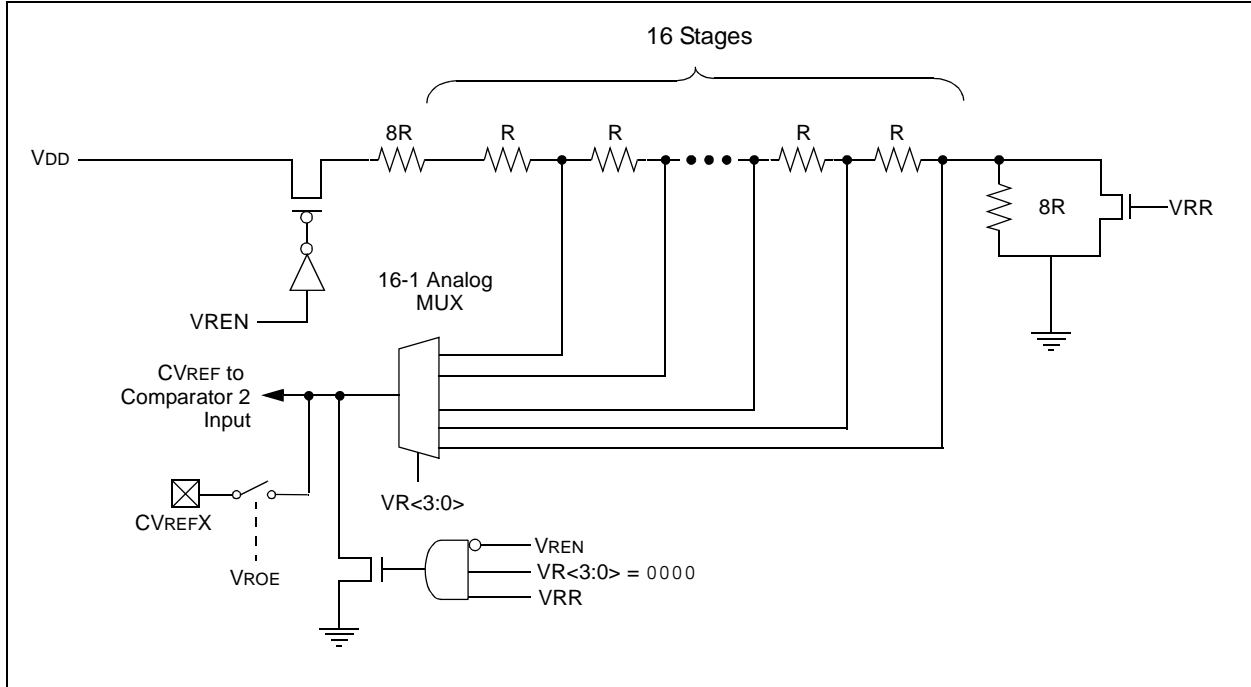 16 Stages
8R
R
R
R
R
VDD
8R
VRR
16-1 Analog
MUX
VREN
CVREF to
Comparator 2
Input
VR<3:0>
CVREFX
VREN
VR<3:0> = 0000
VRR
VROE